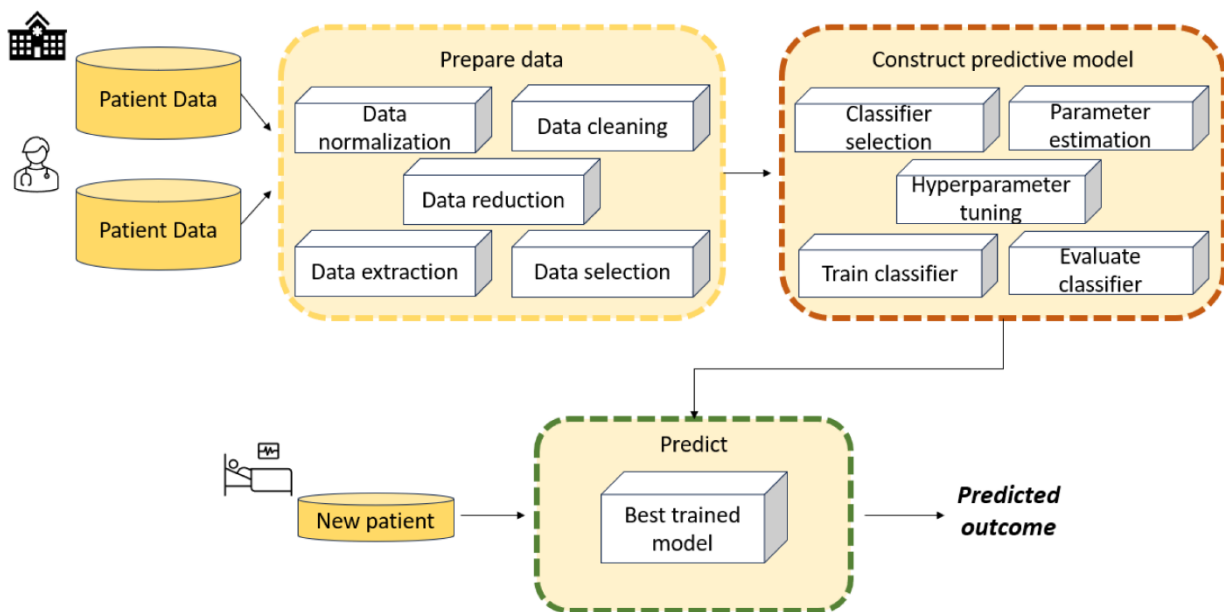 Patient Data
Patient Data
Prepare data
Data
normalization
Data cleaning
Data reduction
Data extraction
Data selection
Construct predictive model
Classifier
selection
Parameter
estimation
Hyperparameter
tuning
Train classifier
Evaluate
classifier
New patient
Predict
Best trained
model
Predicted
outcome